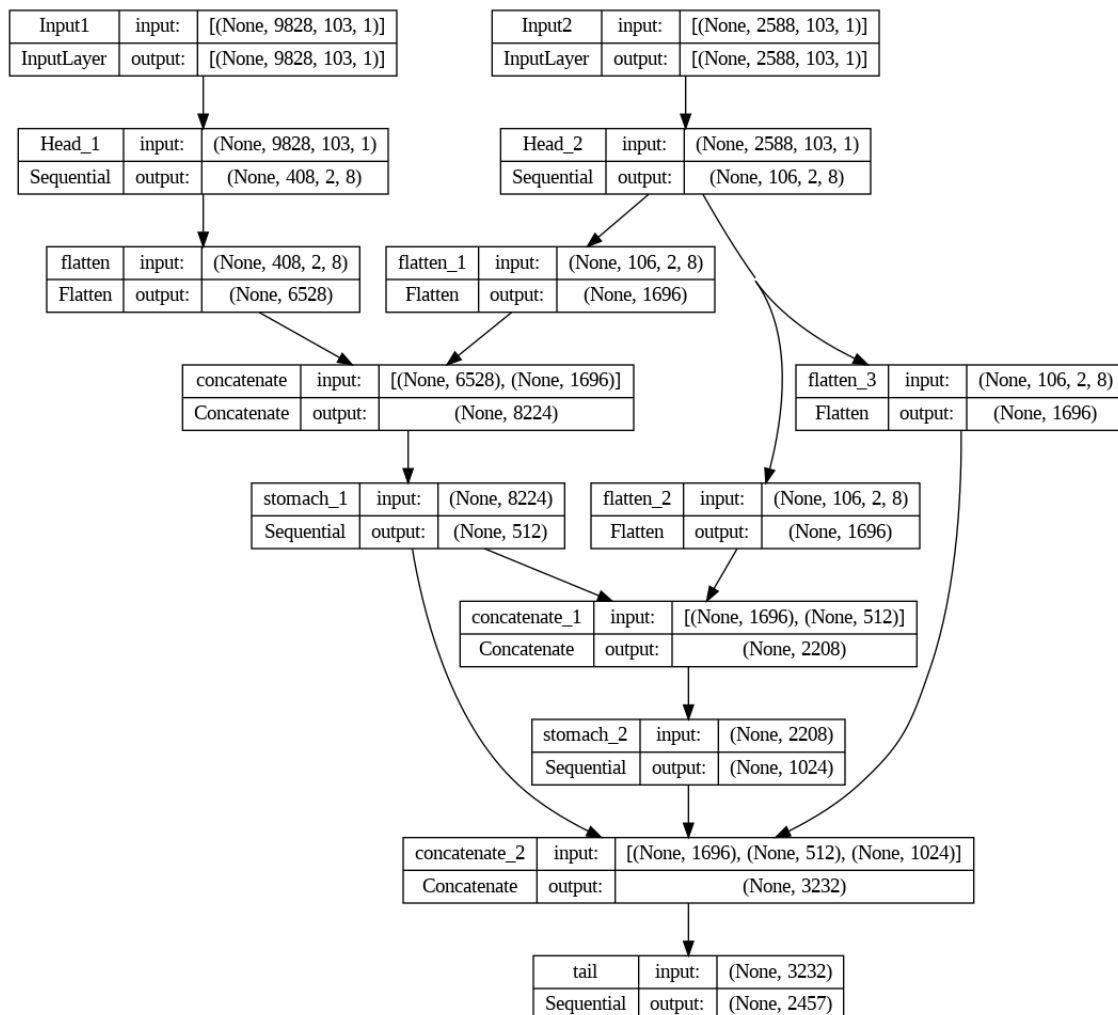 Input1 input: [(None, 9828, 103, 1)]
InputLayer output: [(None, 9828, 103, 1)]
Input2 input: [(None, 2588, 103, 1)]
InputLayer output: [(None, 2588, 103, 1)]
Head_1 input: (None, 9828, 103, 1)
Sequential output: (None, 408, 2, 8)
Head_2 input: (None, 2588, 103, 1)
Sequential output: (None, 106, 2, 8)
flatten input: (None, 408, 2, 8)
Flatten output: (None, 6528)
flatten_1 input: (None, 106, 2, 8)
Flatten output: (None, 1696)
concatenate input: [(None, 6528), (None, 1696)]
Concatenate output: (None, 8224)
flatten_3 input: (None, 106, 2, 8)
Flatten output: (None, 1696)
stomach_1 input: (None, 8224)
Sequential output: (None, 512)
flatten_2 input: (None, 106, 2, 8)
Flatten output: (None, 1696)
concatenate_1 input: [(None, 1696), (None, 512)]
Concatenate output: (None, 2208)
stomach_2 input: (None, 2208)
Sequential output: (None, 1024)
concatenate_2 input: [(None, 1696), (None, 512), (None, 1024)]
Concatenate output: (None, 3232)
tail input: (None, 3232)
Sequential output: (None, 2457)